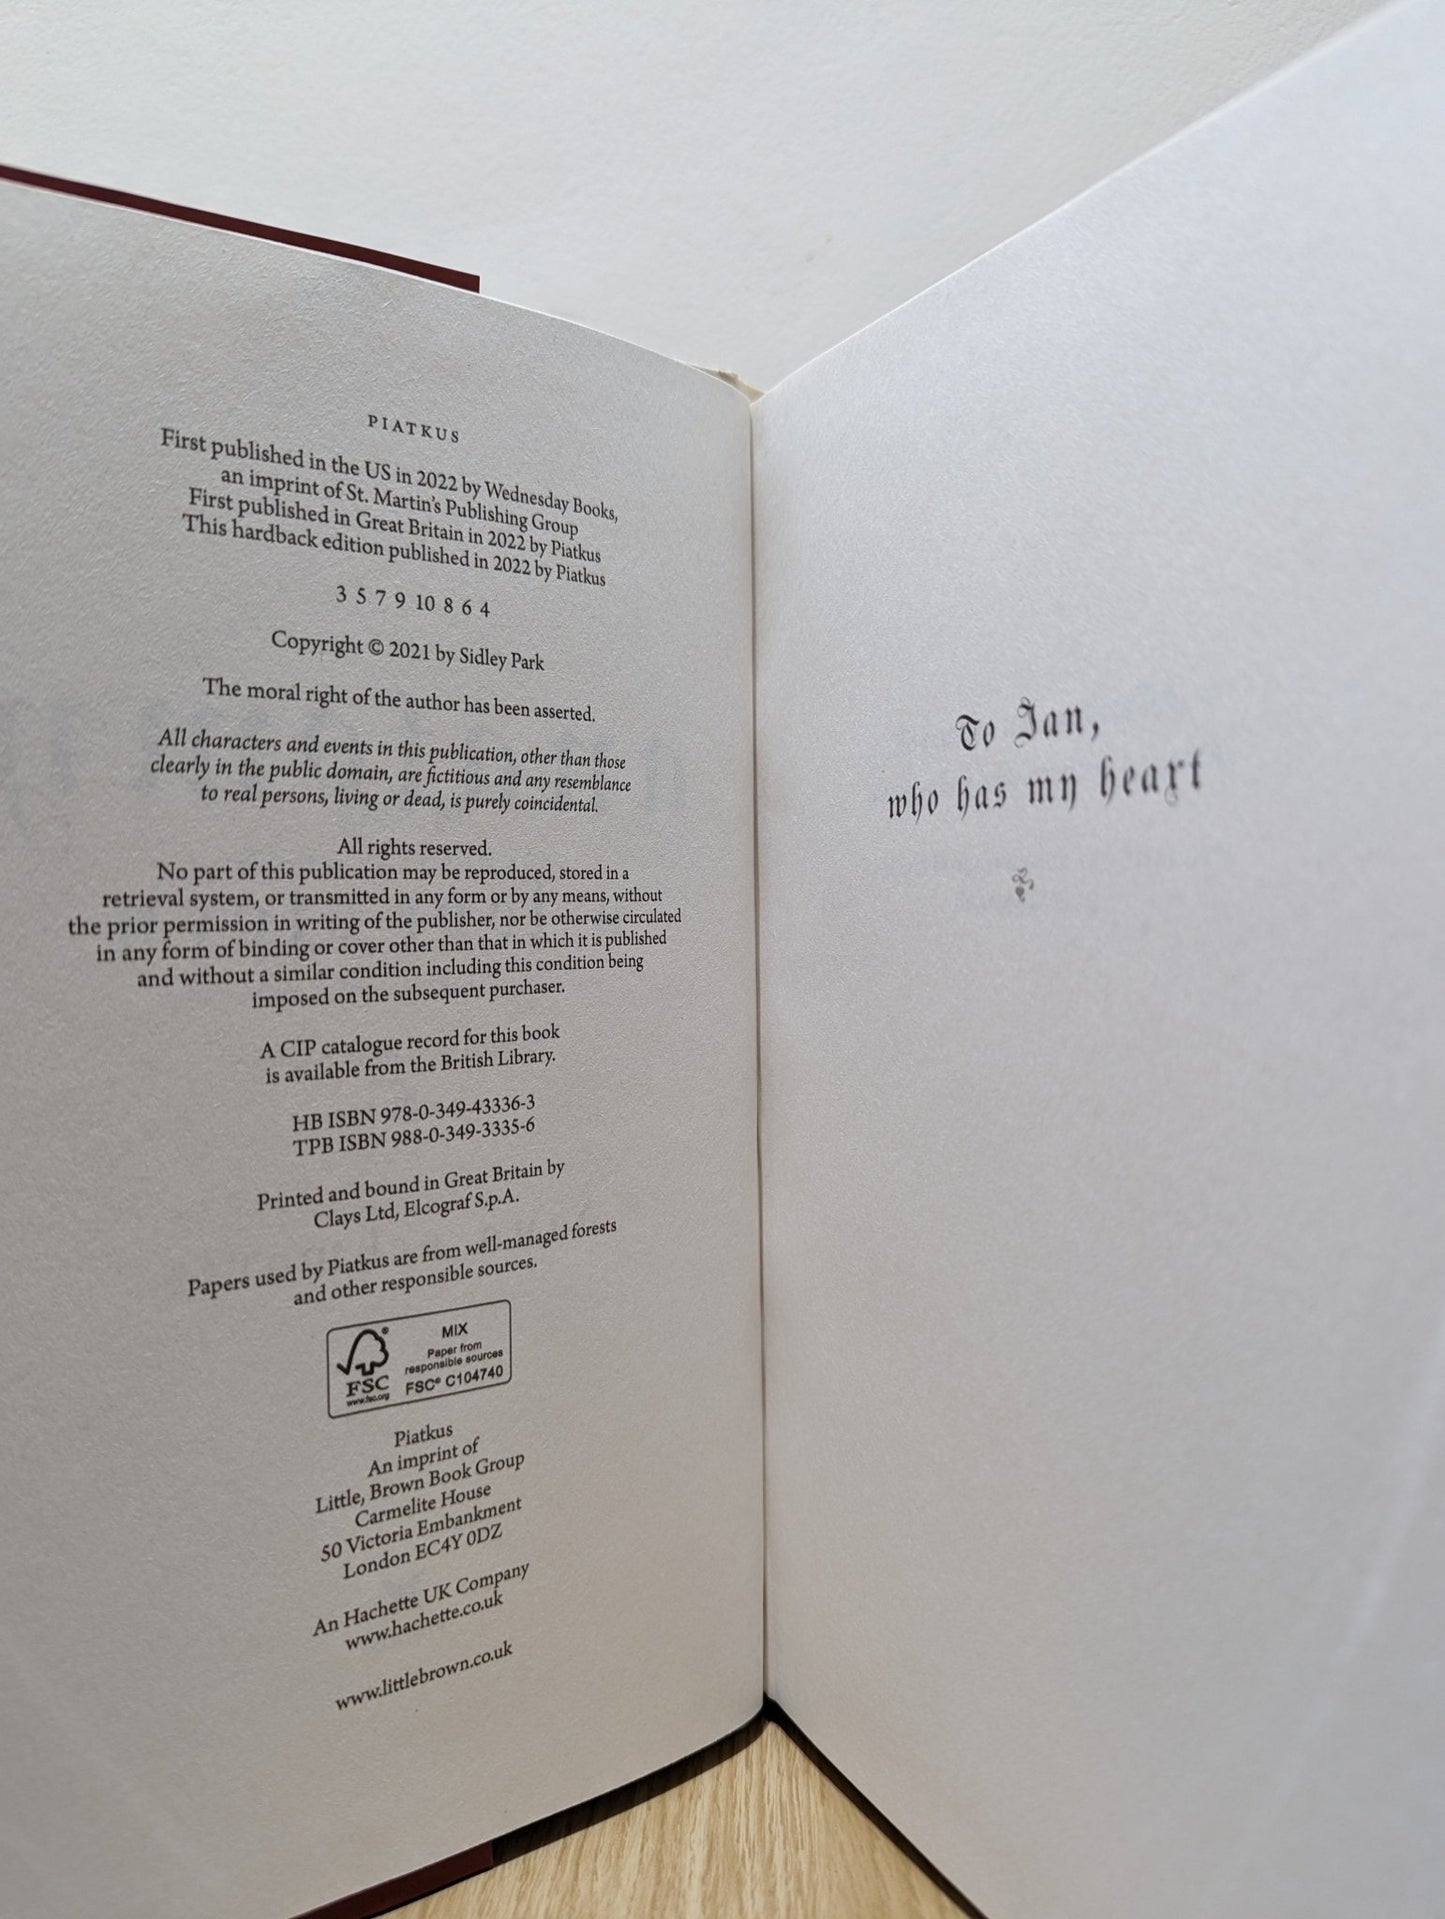 PIATKUS
First published in the US in 2022 by Wednesday Books,
an imprint of St. Martin's Publishing Group
First published in Great Britain in 2022 by Piatkus
This hardback edition published in 2022 by Piatkus
3 5 7 9 10 8 6 4
Copyright © 2021 by Sidley Park
The moral right of the author has been asserted.
All characters and events in this publication, other than those
clearly in the public domain, are fictitious and any resemblance
to real persons, living or dead, is purely coincidental.
All rights reserved.
No part of this publication may be reproduced, stored in a
retrieval system, or transmitted in any form or by any means, without
the prior permission in writing of the publisher, nor be otherwise circulated
in any form of binding or cover other than that in which it is published
and without a similar condition including this condition being
imposed on the subsequent purchaser.
A CIP catalogue record for this book
is available from the British Library.
HB ISBN 978-0-349-43336-3
TPB ISBN 988-0-349-3335-6
Printed and bound in Great Britain by
Clays Ltd, Elcograf S.p.A.
Papers used by Piatkus are from well-managed forests
and other responsible sources.
FSC
www.fsc.org
MIX
Paper from
responsible sources
FSC® C104740
Piatkus
An imprint of
Little, Brown Book Group
Carmelite House
50 Victoria Embankment
London EC4Y 0DZ
An Hachette UK Company
www.hachette.co.uk
www.littlebrown.co.uk
To Ian,
who has my heart